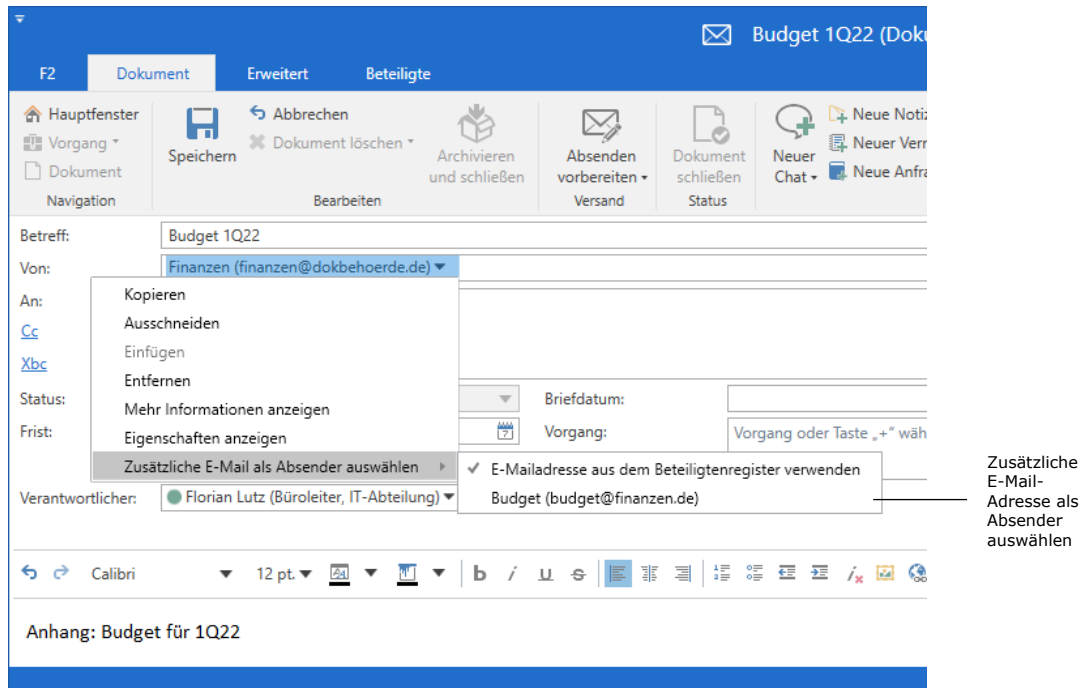 Budget 1Q22 (Doku
F2 Dokument Erweitert Beteiligte
Hauptfenster
Vorgang
Dokument
Navigation
Speichern
Abbrechen
Dokument löschen
Archivieren
und schließen
Bearbeiten
Absenden
vorbereiten
Versand
Dokument
schließen
Status
Neuer
Chat
Neue Notiz
Neuer Verm
Neue Anfra
Betreff: Budget 1Q22
Von: Finanzen (finanzen@dokbehoerde.de)
An:
Cc
Xbc
Kopieren
Ausschneiden
Einfügen
Entfernen
Mehr Informationen anzeigen
Eigenschaften anzeigen
Zusätzliche E-Mail als Absender auswählen
E-Mailadresse aus dem Beteiligtenregister verwenden
Budget (budget@finanzen.de)
Status:
Briefdatum:
Frist:
Vorgang: Vorgang oder Taste „+“ wäh
Verantwortlicher: Florian Lutz (Büroleiter, IT-Abteilung)
Zusätzliche
E-Mail-
Adresse als
Absender
auswählen
Calibri 12 pt. b i u s
Anhang: Budget für 1Q22